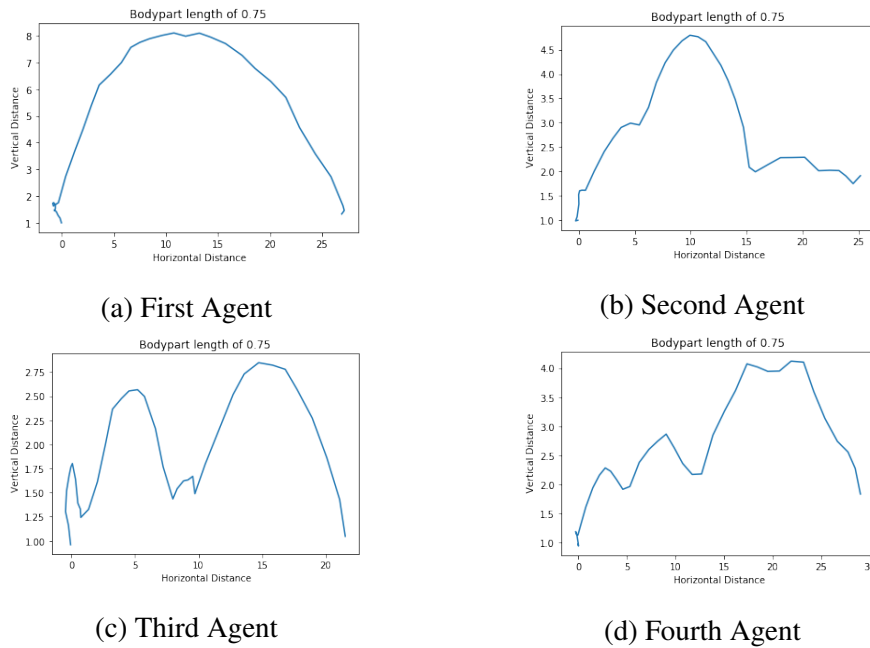 Bodypart length of 0.75
8
7
6
5
4
3
2
1
Vertical Distance
0 5 10 15 20 25
Horizontal Distance
(a) First Agent
Bodypart length of 0.75
4.5
4.0
3.5
3.0
2.5
2.0
1.5
1.0
Vertical Distance
0 5 10 15 20 25
Horizontal Distance
(b) Second Agent
Bodypart length of 0.75
2.75
2.50
2.25
2.00
1.75
1.50
1.25
1.00
Vertical Distance
0 5 10 15 20
Horizontal Distance
(c) Third Agent
Bodypart length of 0.75
4.0
3.5
3.0
2.5
2.0
1.5
1.0
Vertical Distance
0 5 10 15 20 25
Horizontal Distance
(d) Fourth Agent